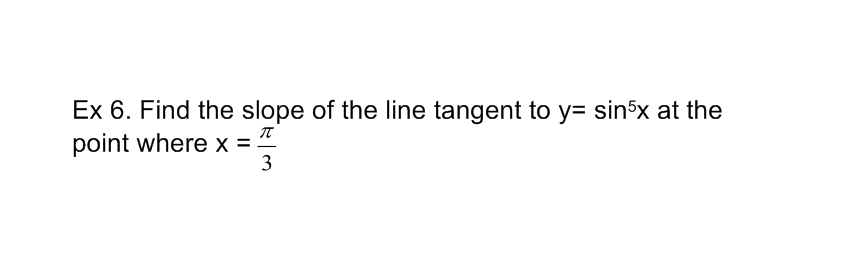 Ex 6. Find the slope of the line tangent to y= sin⁵x at the
point where x = π/3